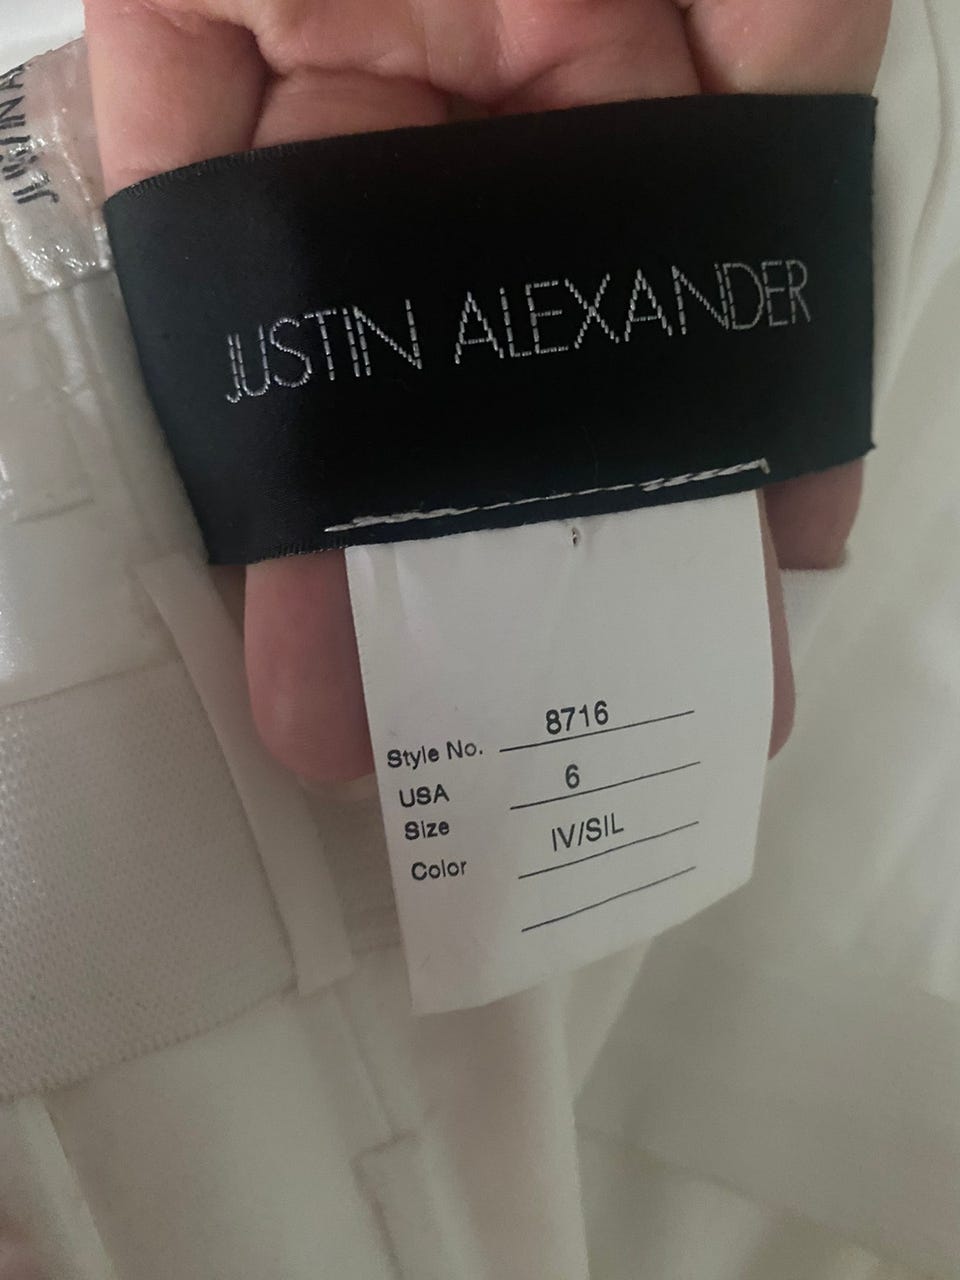 JUSTIN ALEXANDER
Style No. 8716
USA
Size 6
Color IV/SIL